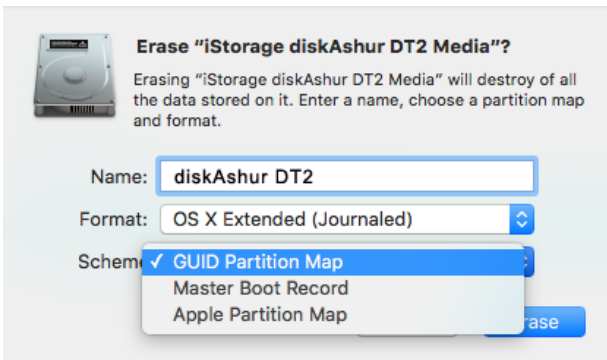 Erase “iStorage diskAshur DT2 Media”?
Erasing “iStorage diskAshur DT2 Media” will destroy of all
the data stored on it. Enter a name, choose a partition map
and format.
Name: diskAshur DT2
Format: OS X Extended (Journaled)
Scheme ✓ GUID Partition Map
Master Boot Record
Apple Partition Map
ase